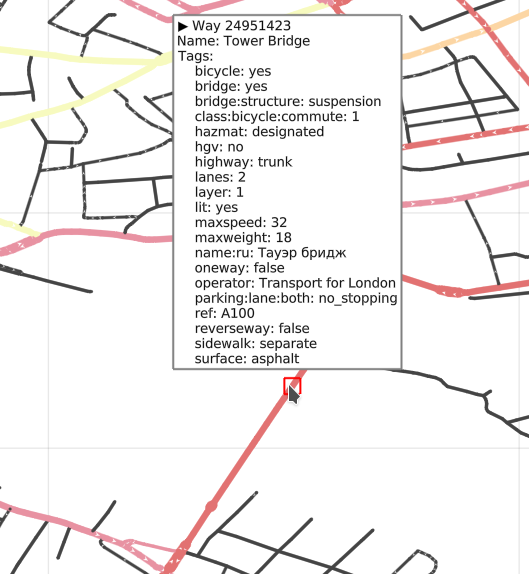 ▶ Way 24951423
Name: Tower Bridge
Tags:
bicycle: yes
bridge: yes
bridge:structure: suspension
class:bicycle:commute: 1
hazmat: designated
hgv: no
highway: trunk
lanes: 2
layer: 1
lit: yes
maxspeed: 32
maxweight: 18
name:ru: Тауэр бридж
oneway: false
operator: Transport for London
parking:lane:both: no_stopping
ref: A100
reverseway: false
sidewalk: separate
surface: asphalt